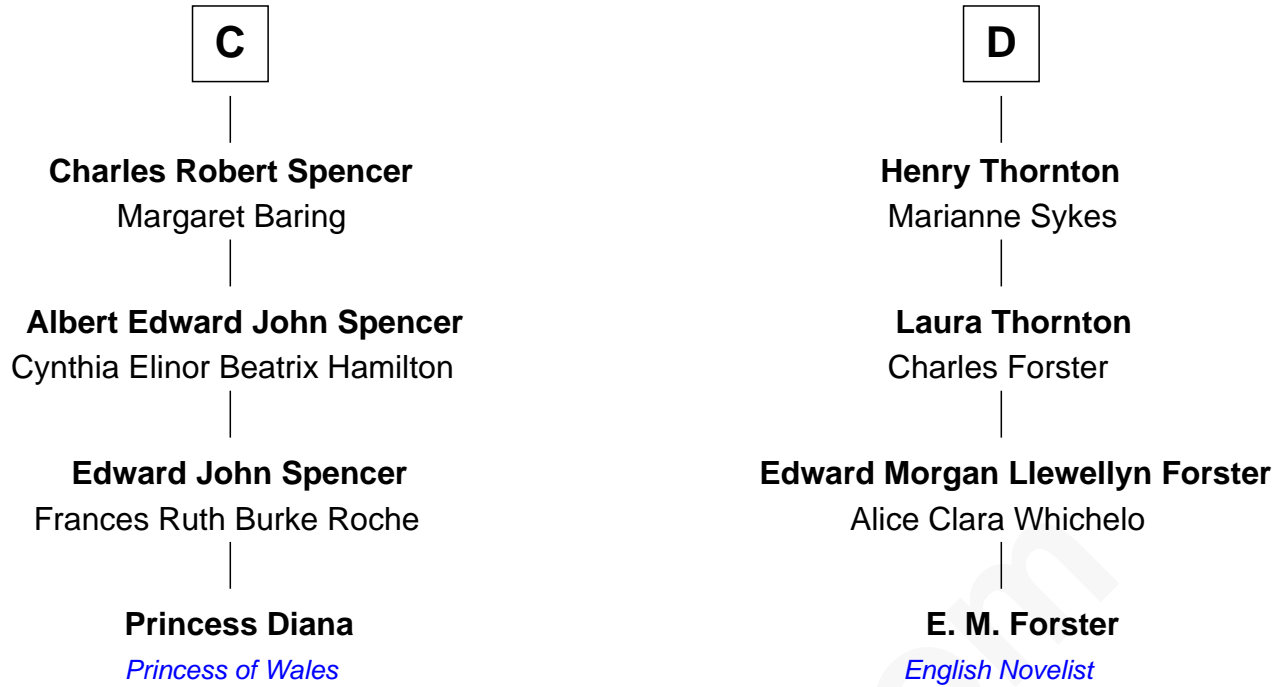 C
Charles Robert Spencer
Margaret Baring
Albert Edward John Spencer
Cynthia Elinor Beatrix Hamilton
Edward John Spencer
Frances Ruth Burke Roche
Princess Diana
Princess of Wales
D
Henry Thornton
Marianne Sykes
Laura Thornton
Charles Forster
Edward Morgan Llewellyn Forster
Alice Clara Whichelo
E. M. Forster
English Novelist